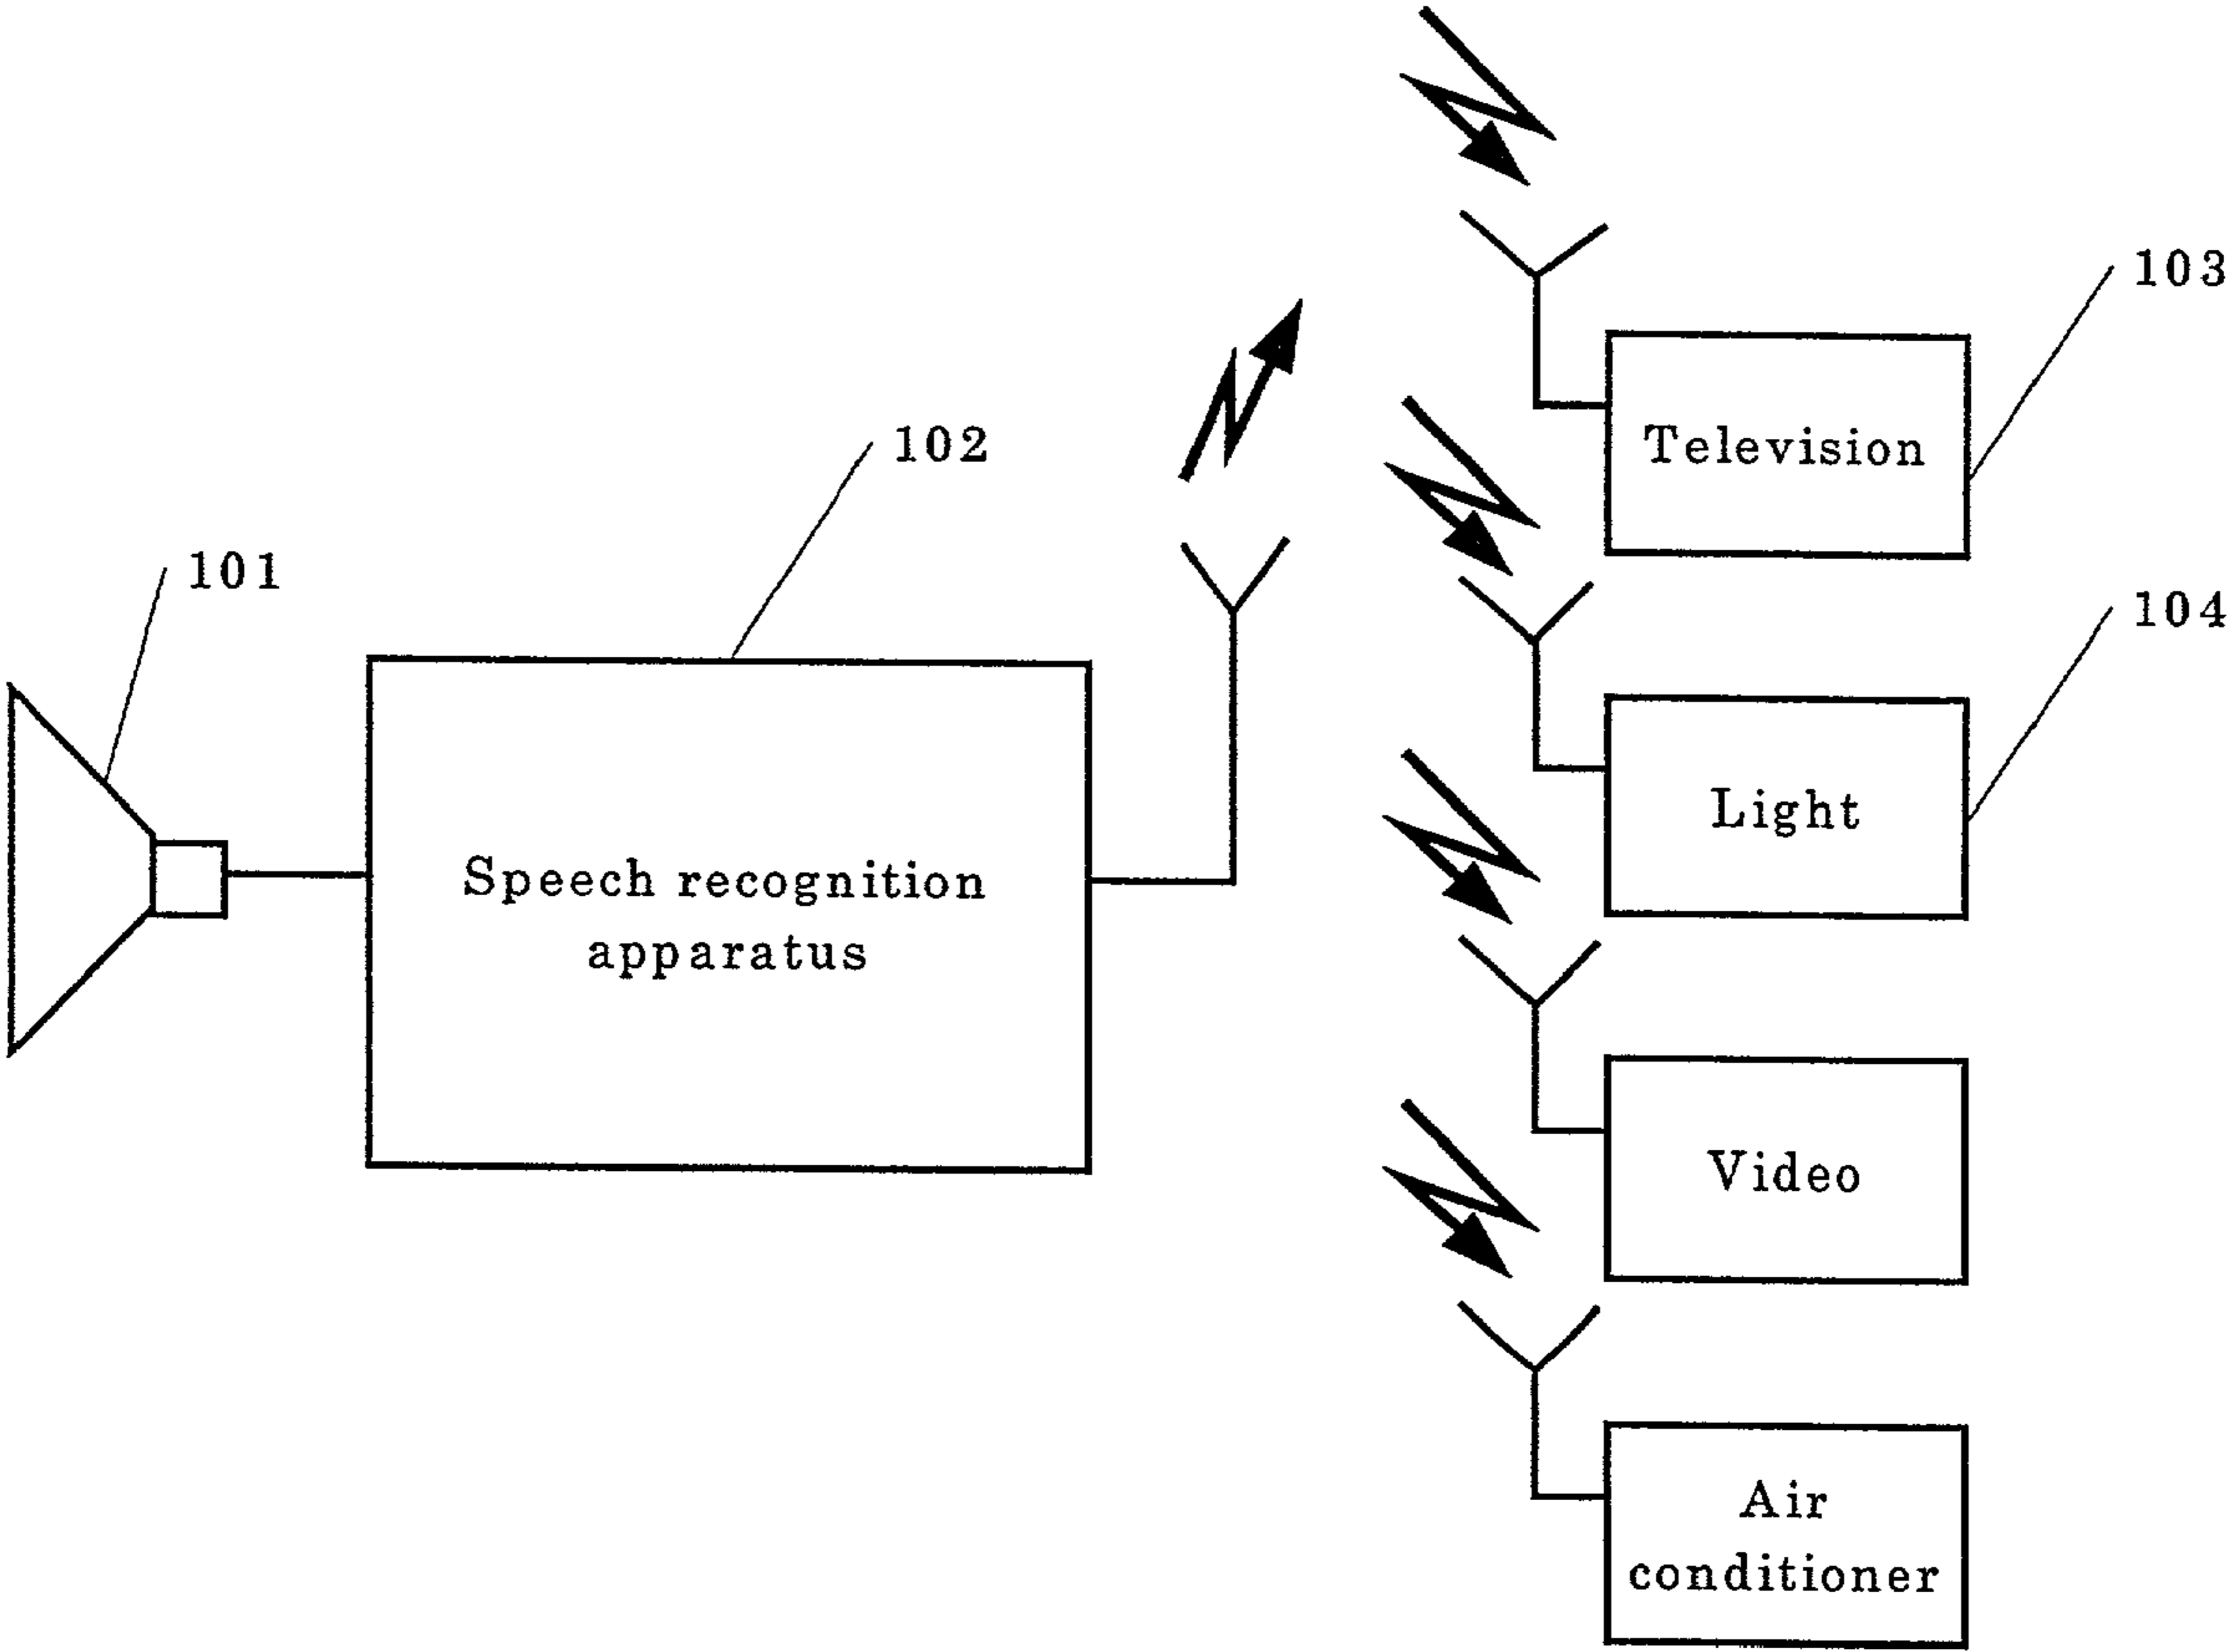 101
102
Speech recognition
apparatus
103
Television
104
Light
Video
Air
conditioner